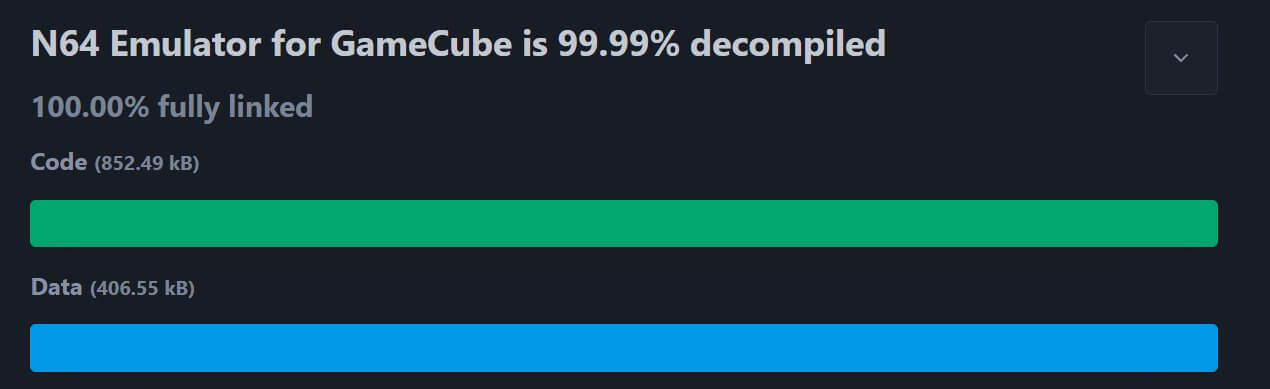 N64 Emulator for GameCube is 99.99% decompiled
100.00% fully linked
Code (852.49 kB)
Data (406.55 kB)